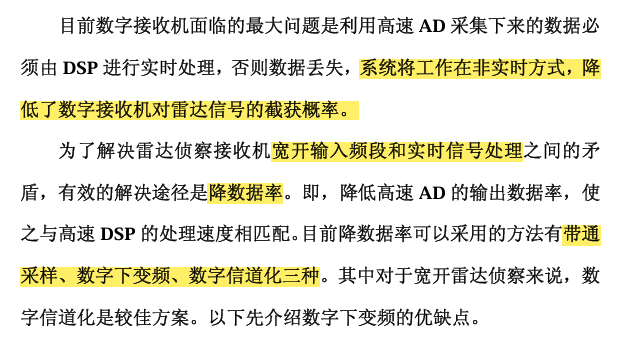 目前数字接收机面临的最大问题是利用高速 AD 采集下来的数据必
须由 DSP 进行实时处理，否则数据丢失，系统将工作在非实时方式，降
低了数字接收机对雷达信号的截获概率。
为了解决雷达侦察接收机宽开输入频段和实时信号处理之间的矛
盾，有效的解决途径是降数据率。即，降低高速 AD 的输出数据率，使
之与高速 DSP 的处理速度相匹配。目前降数据率可以采用的方法有带通
采样、数字下变频、数字信道化三种。其中对于宽开雷达侦察来说，数
字信道化是较佳方案。以下先介绍数字下变频的优缺点。